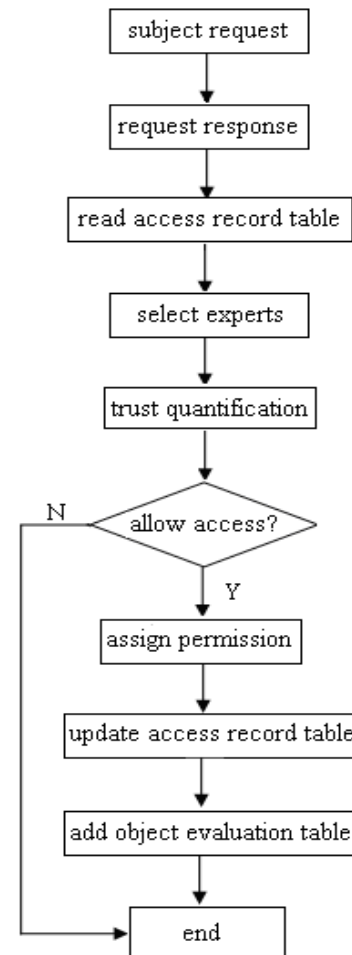 subject request
request response
read access record table
select experts
trust quantification
allow access?
N
Y
assign permission
update access record table
add object evaluation table
end